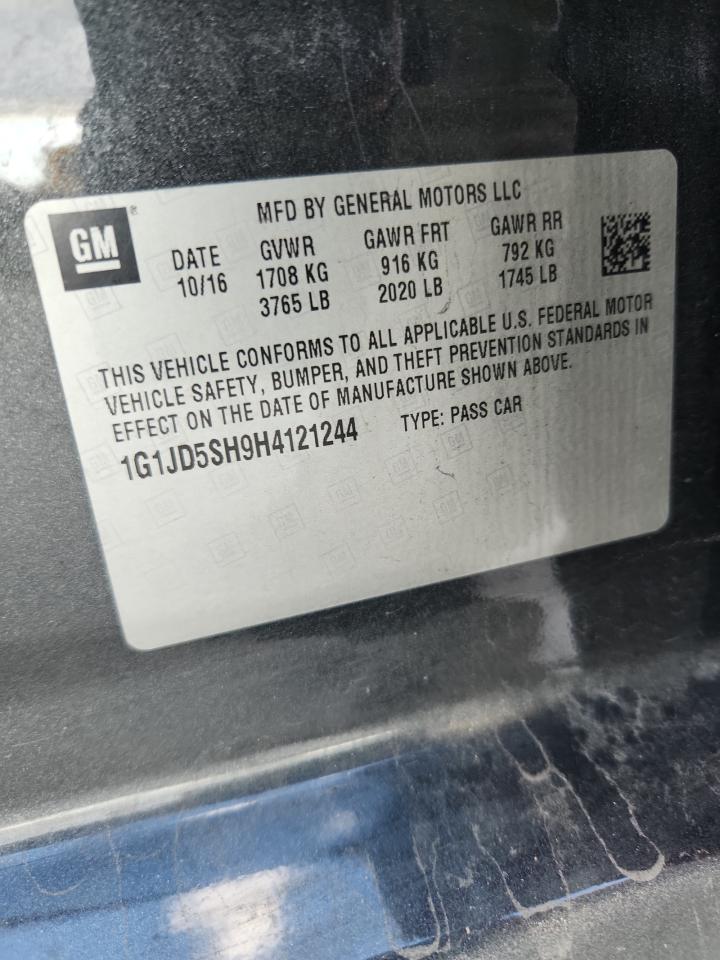 GM®
MFD BY GENERAL MOTORS LLC
DATE GVWR GAWR FRT GAWR RR
10/16 1708 KG 916 KG 792 KG
3765 LB 2020 LB 1745 LB
THIS VEHICLE CONFORMS TO ALL APPLICABLE U.S. FEDERAL MOTOR
VEHICLE SAFETY, BUMPER, AND THEFT PREVENTION STANDARDS IN
EFFECT ON THE DATE OF MANUFACTURE SHOWN ABOVE.
1G1JD5SH9H4121244 TYPE: PASS CAR